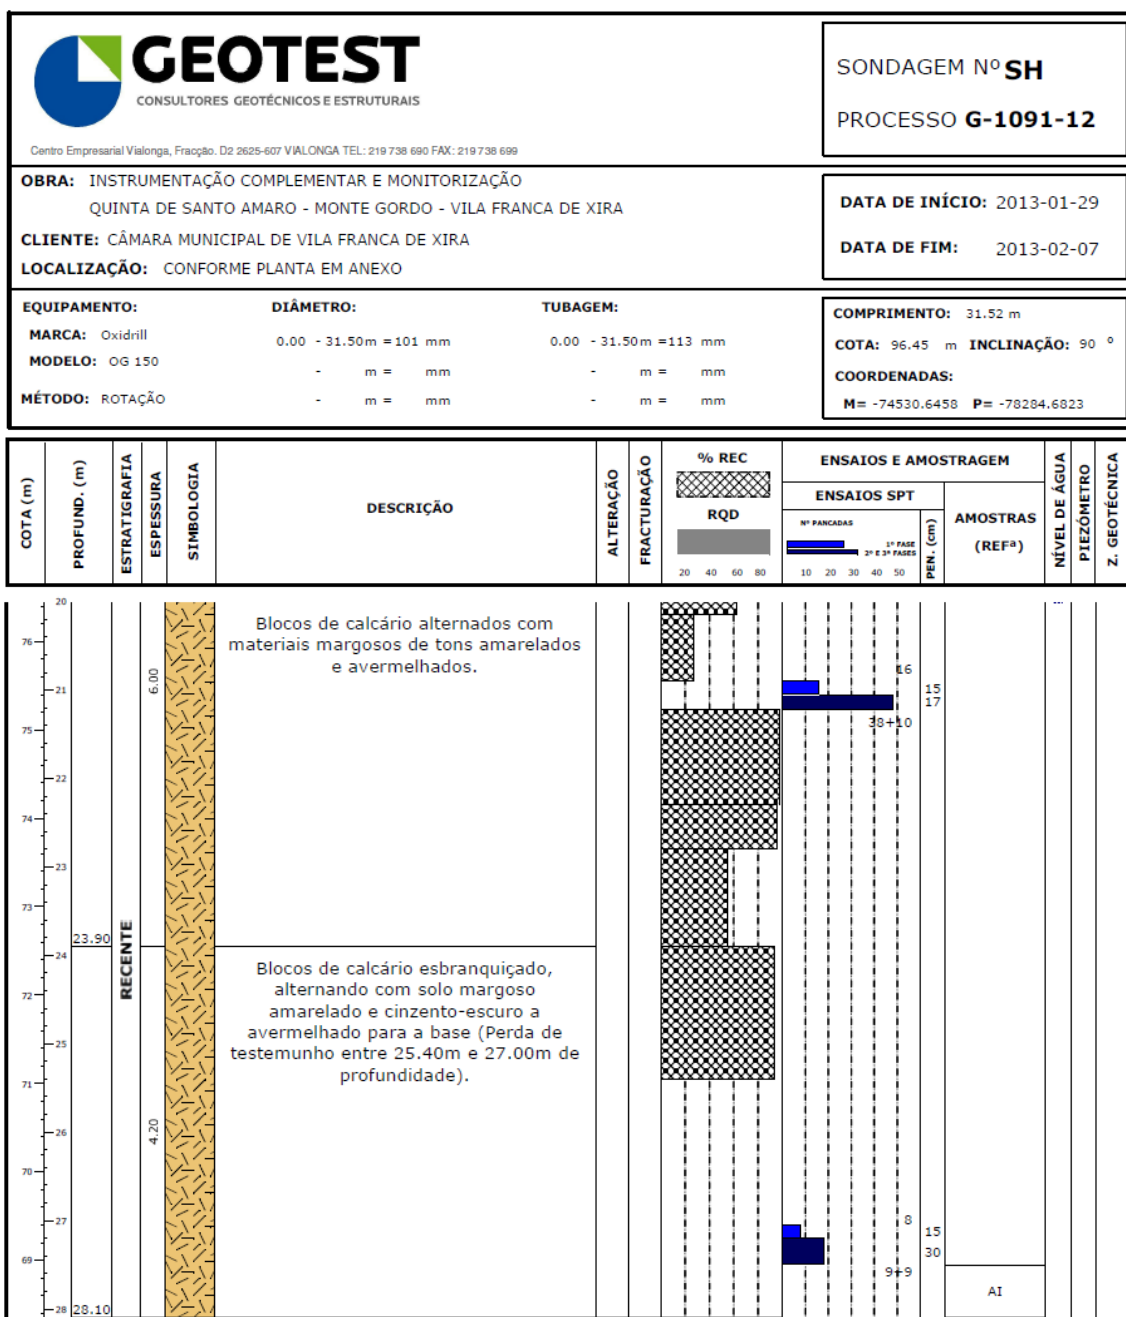 GEOTEST
CONSULTORES GEOTÉCNICOS E ESTRUTURAIS
Centro Empresarial Vialonga, Fracção. D2 2625-607 VIALONGA TEL: 219 738 690 FAX: 219 738 699
SONDAGEM Nº SH
PROCESSO G-1091-12
OBRA: INSTRUMENTAÇÃO COMPLEMENTAR E MONITORIZAÇÃO
QUINTA DE SANTO AMARO - MONTE GORDO - VILA FRANCA DE XIRA
CLIENTE: CÂMARA MUNICIPAL DE VILA FRANCA DE XIRA
LOCALIZAÇÃO: CONFORME PLANTA EM ANEXO
DATA DE INÍCIO: 2013-01-29
DATA DE FIM: 2013-02-07
EQUIPAMENTO:
MARCA: Oxidrill
MODELO: OG 150
MÉTODO: ROTAÇÃO
DIÂMETRO:
0.00 - 31.50m =101 mm
- m = mm
- m = mm
TUBAGEM:
0.00 - 31.50m =113 mm
- m = mm
- m = mm
COMPRIMENTO: 31.52 m
COTA: 96.45 m INCLINAÇÃO: 90 º
COORDENADAS:
M= -74530.6458 P= -78284.6823
COTA (m)
PROFUND. (m)
ESTRATIGRAFIA
ESPESSURA
SIMBOLOGIA
DESCRIÇÃO
ALTERAÇÃO
FRACTURAÇÃO
% REC
RQD
20 40 60 80
ENSAIOS E AMOSTRAGEM
ENSAIOS SPT
Nº PANCADAS
1º FASE
2º E 3ª FASES
10 20 30 40 50
PEN. (cm)
AMOSTRAS
(REFª)
NÍVEL DE ÁGUA
PIEZÓMETRO
Z. GEOTÉCNICA
20
76
21
75
22
74
23
73
23.90
24
72
25
71
26
70
27
69
28 28.10
RECENTE
6.00
4.20
Blocos de calcário alternados com
materiais margosos de tons amarelados
e avermelhados.
16
15
17
38+10
Blocos de calcário esbranquiçado,
alternando com solo margoso
amarelado e cinzento-escuro a
avermelhado para a base (Perda de
testemunho entre 25.40m e 27.00m de
profundidade).
8
15
30
9+9
AI